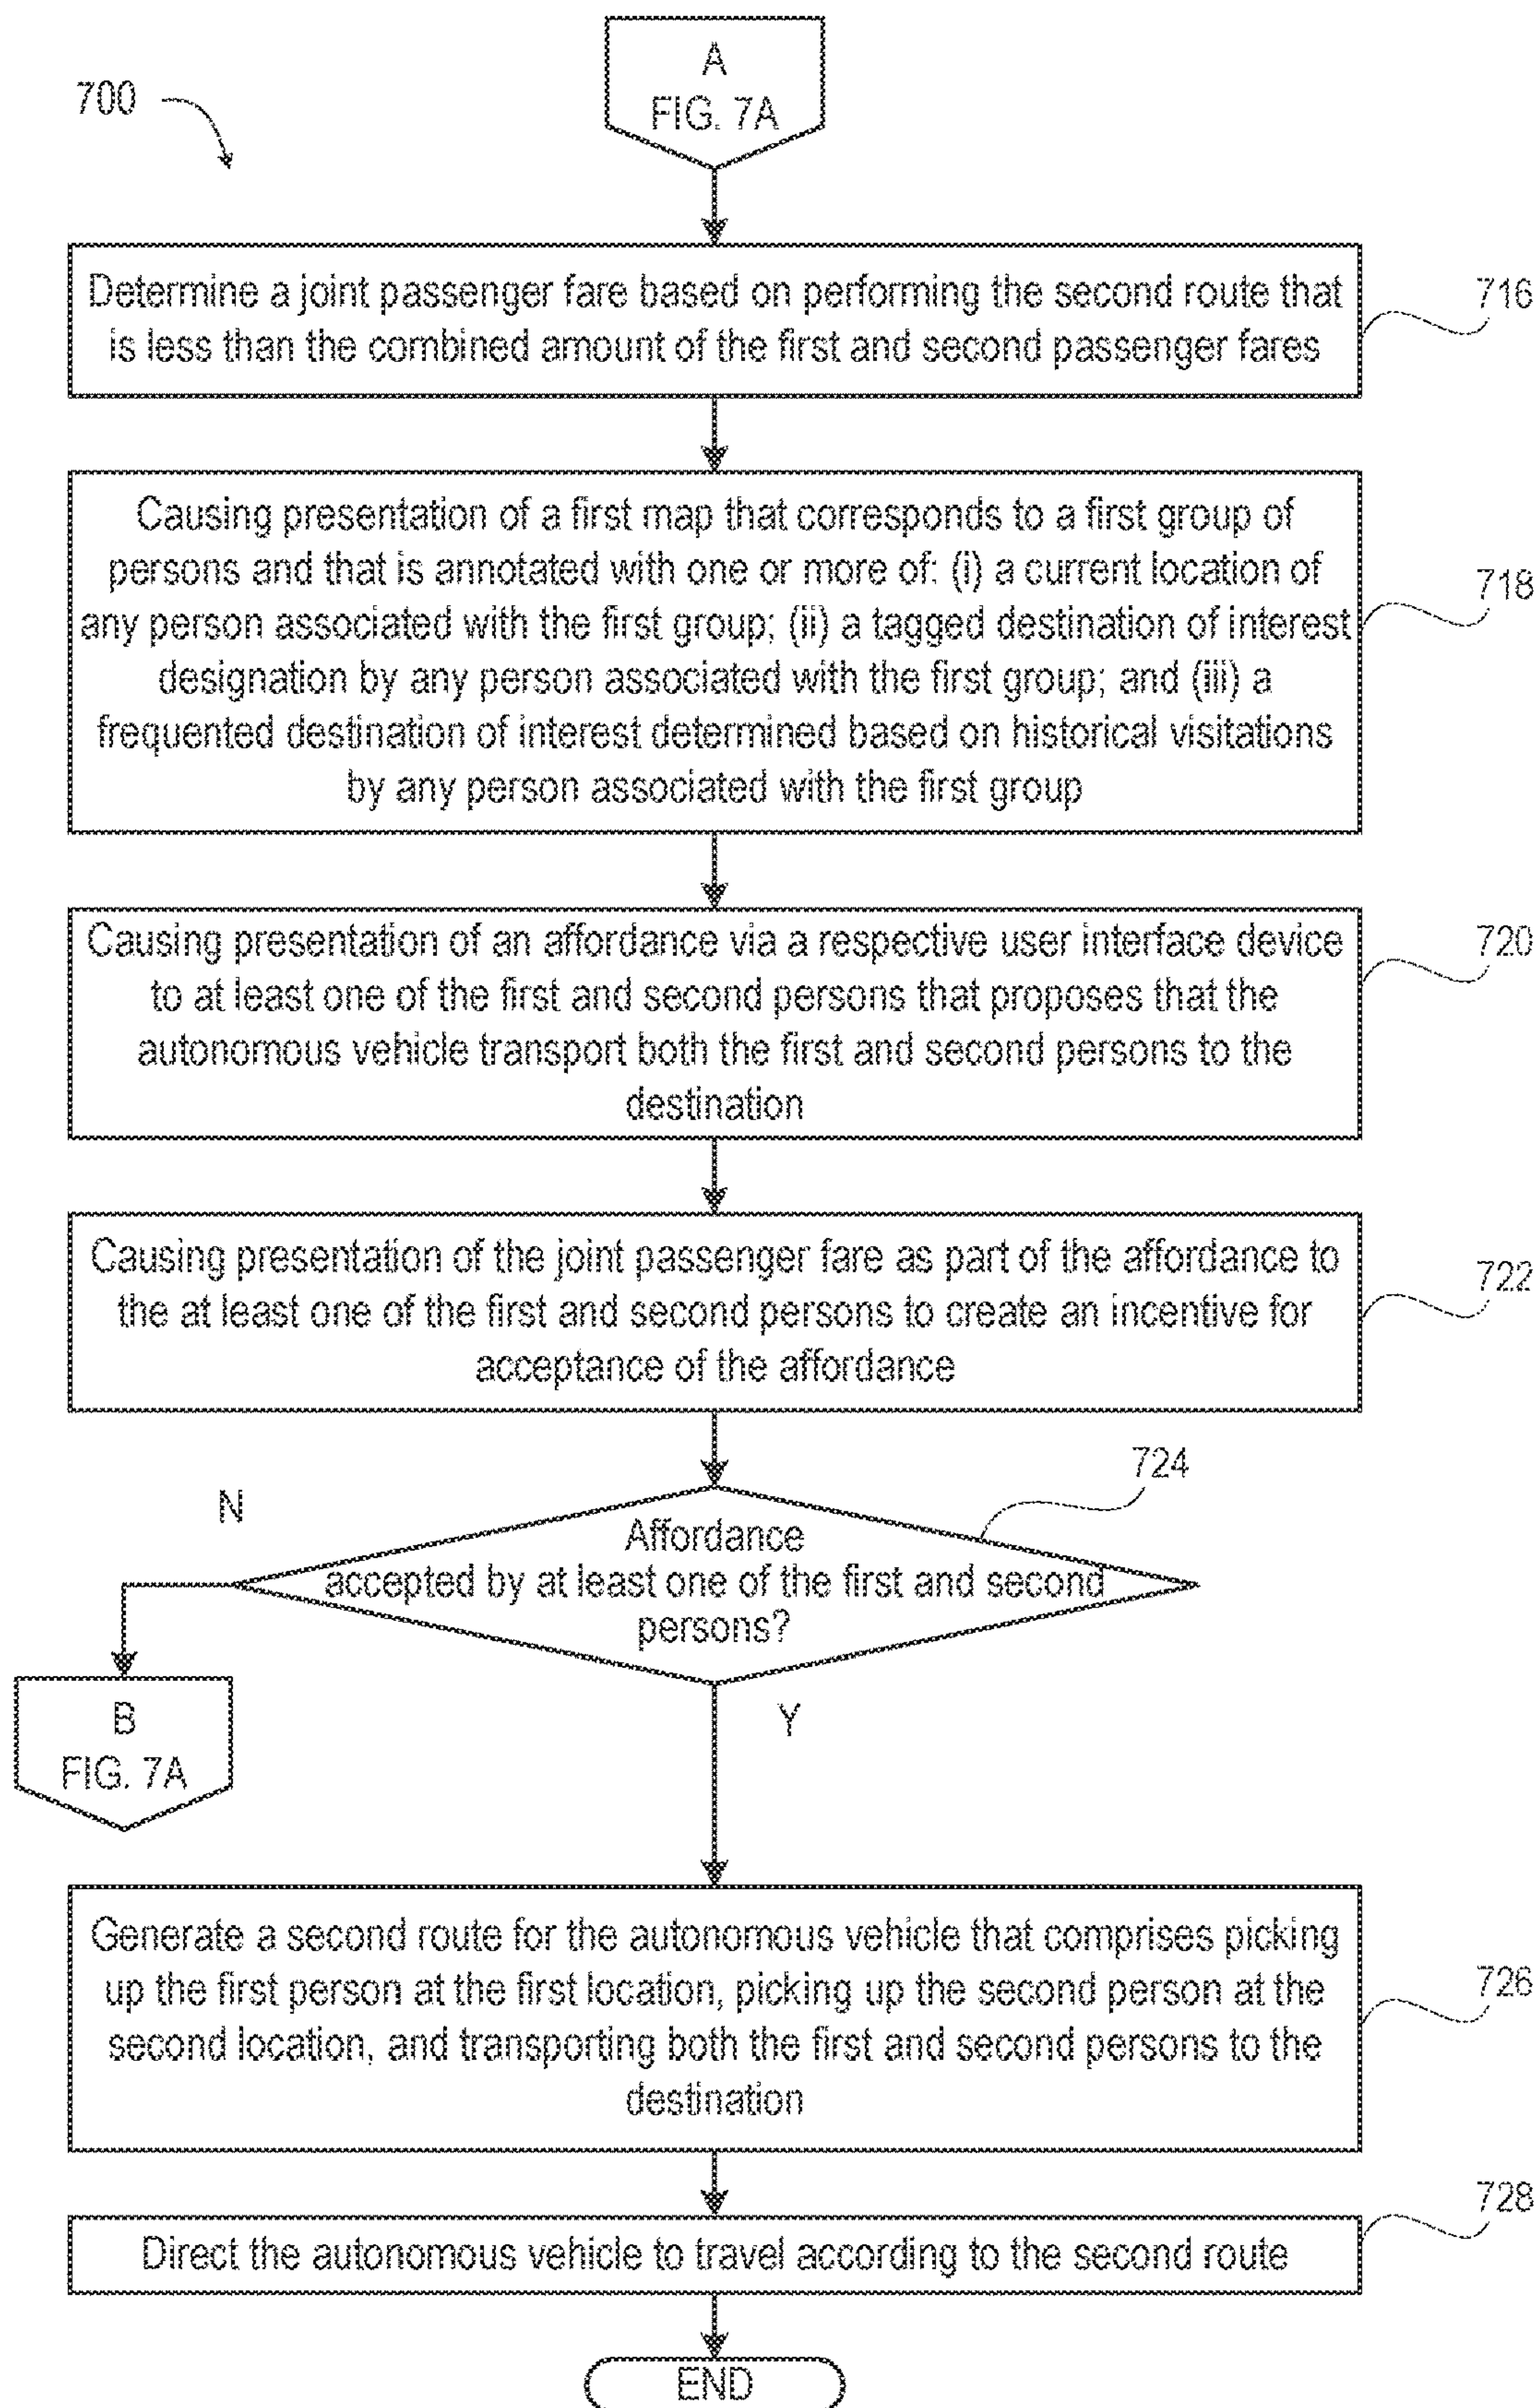 A
FIG. 7A
700
Determine a joint passenger fare based on performing the second route that
is less than the combined amount of the first and second passenger fares
716
Causing presentation of a first map that corresponds to a first group of
persons and that is annotated with one or more of: (i) a current location of
any person associated with the first group; (ii) a tagged destination of interest
designation by any person associated with the first group; and (iii) a
frequented destination of interest determined based on historical visitations
by any person associated with the first group
718
Causing presentation of an affordance via a respective user interface device
to at least one of the first and second persons that proposes that the
autonomous vehicle transport both the first and second persons to the
destination
720
Causing presentation of the joint passenger fare as part of the affordance to
the at least one of the first and second persons to create an incentive for
acceptance of the affordance
722
724
N
Affordance
accepted by at least one of the first and second
persons?
B
FIG. 7A
Y
Generate a second route for the autonomous vehicle that comprises picking
up the first person at the first location, picking up the second person at the
second location, and transporting both the first and second persons to the
destination
726
Direct the autonomous vehicle to travel according to the second route
728
END